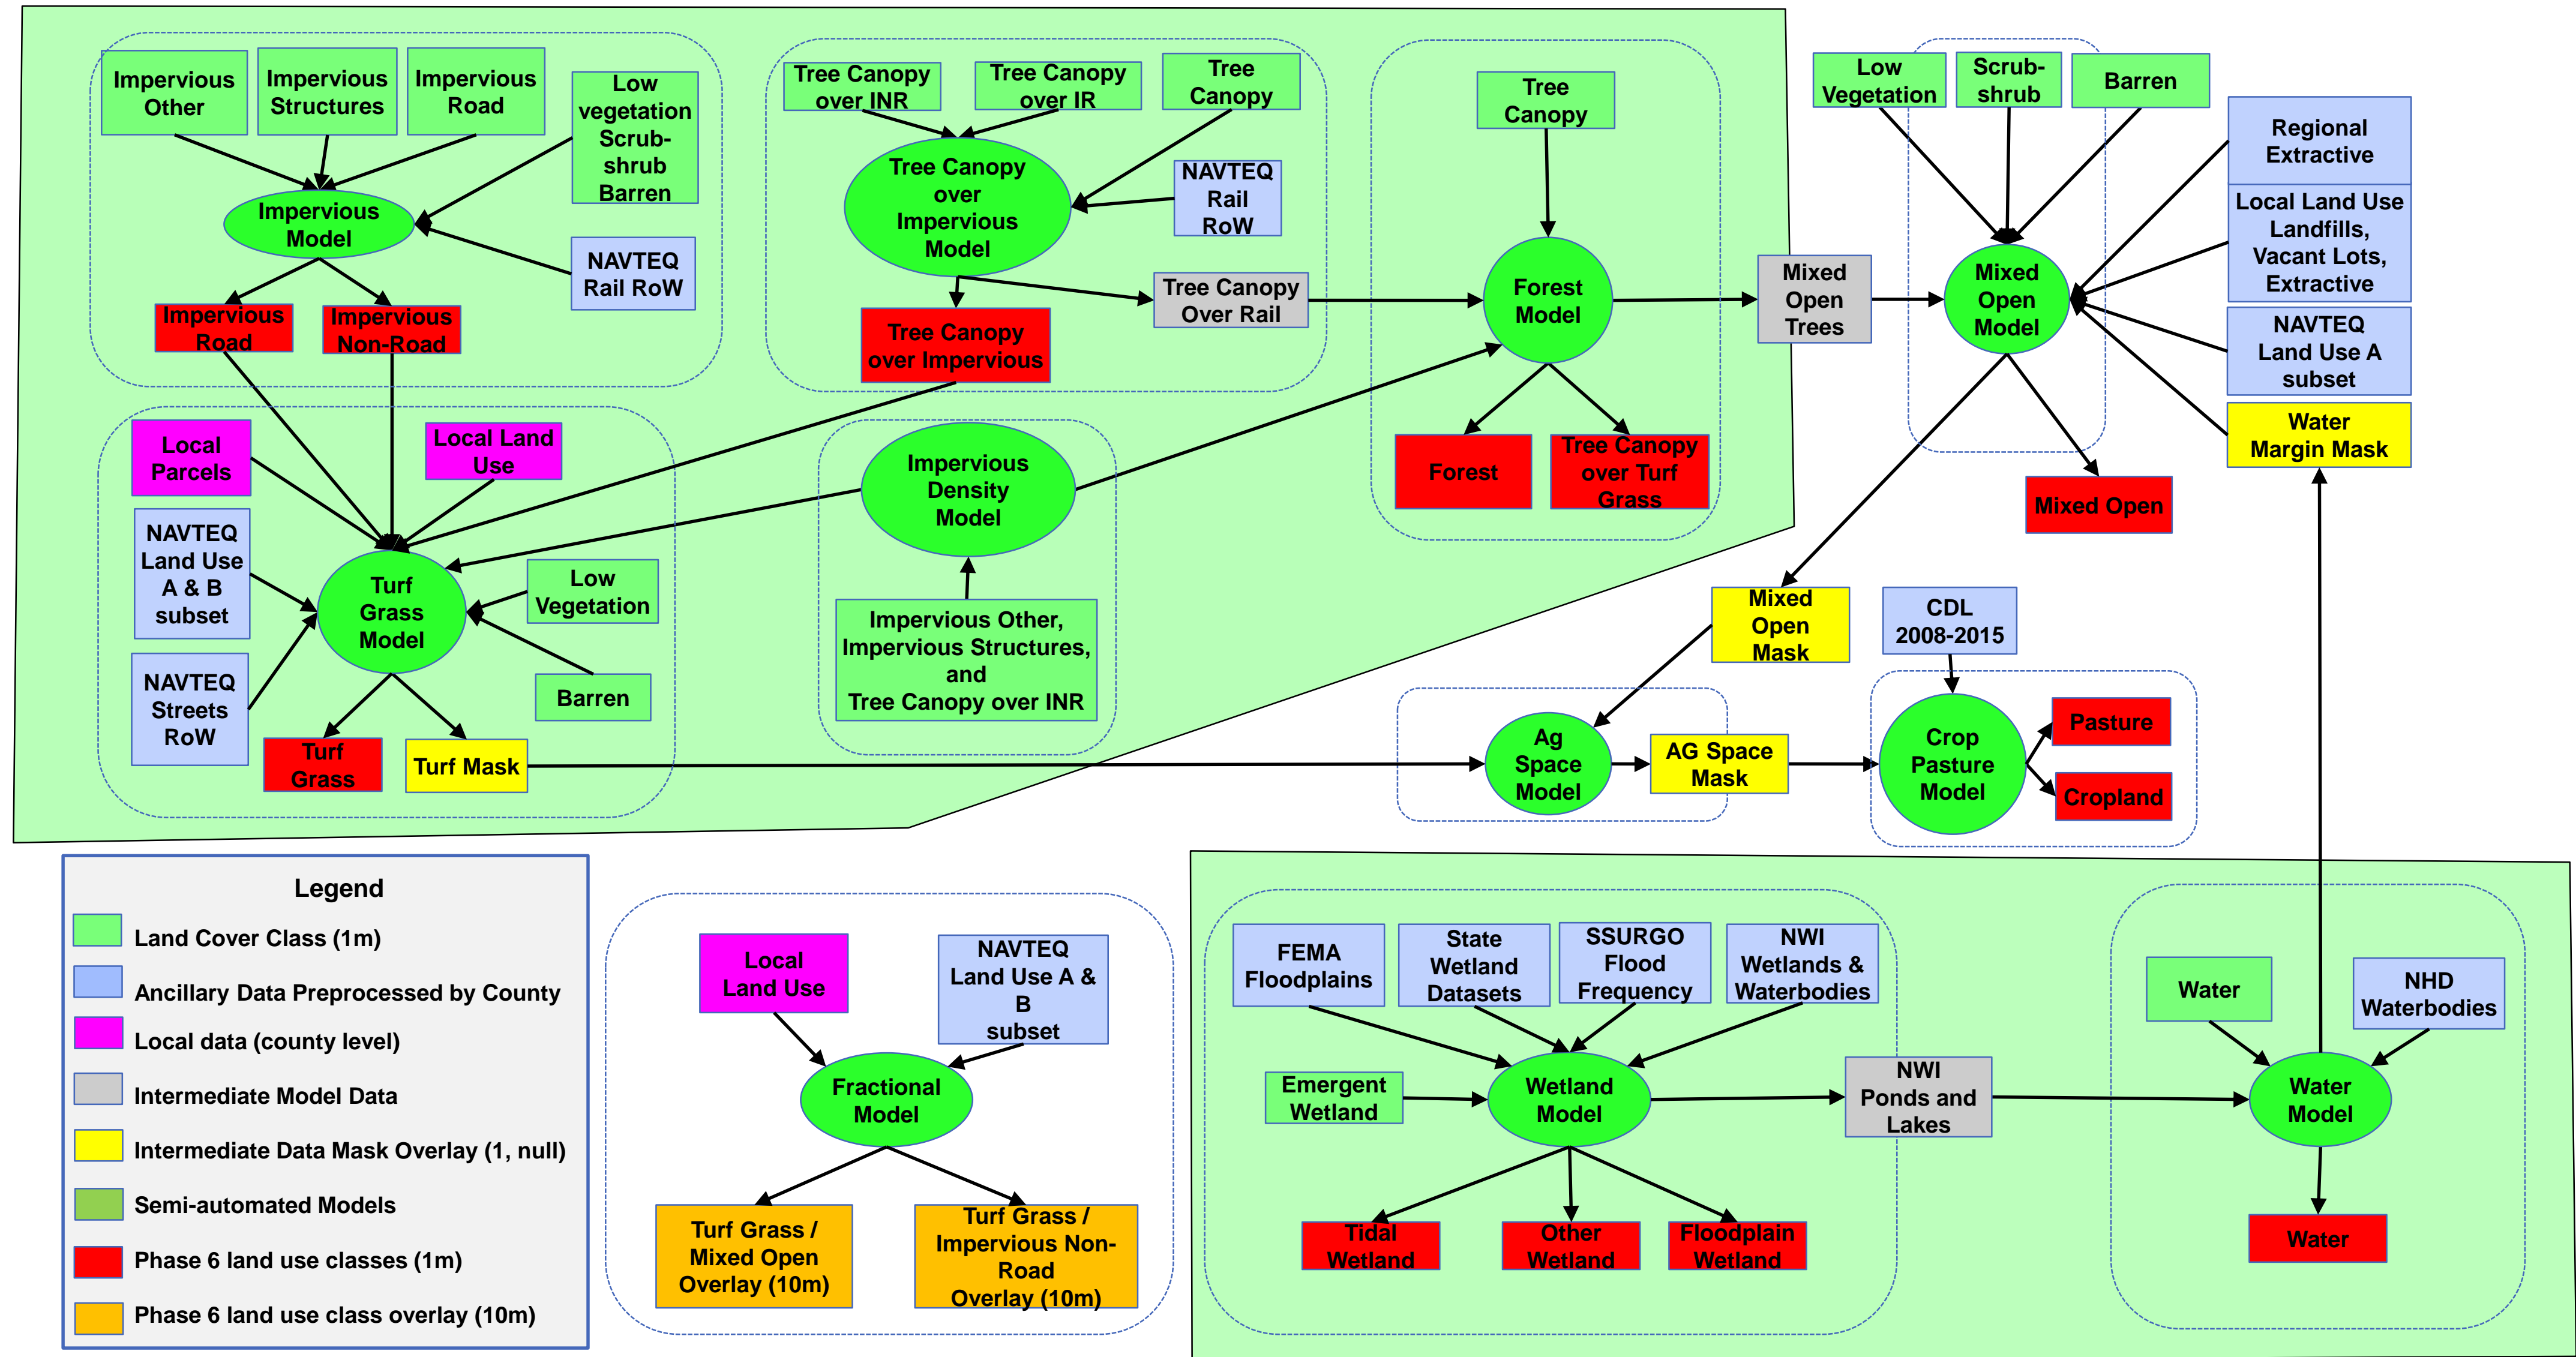 Impervious
Other
Impervious
Structures
Impervious
Road
Low
vegetation
Scrub-
shrub
Barren
Impervious
Model
NAVTEQ
Rail RoW
Impervious
Road
Impervious
Non-Road
Tree Canopy
over INR
Tree Canopy
over IR
Tree
Canopy
Tree Canopy
over
Impervious
Model
NAVTEQ
Rail
RoW
Tree Canopy
Over Rail
Tree Canopy
over Impervious
Tree
Canopy
Forest
Model
Forest
Tree Canopy
over Turf
Grass
Mixed
Open
Trees
Low
Vegetation
Scrub-
shrub
Barren
Mixed
Open
Model
Regional
Extractive
Local Land Use
Landfills,
Vacant Lots,
Extractive
NAVTEQ
Land Use A
subset
Water
Margin Mask
Mixed Open
Local
Parcels
Local Land
Use
NAVTEQ
Land Use
A & B
subset
Turf
Grass
Model
Low
Vegetation
NAVTEQ
Streets
RoW
Barren
Turf
Grass
Turf Mask
Impervious
Density
Model
Impervious Other,
Impervious Structures,
and
Tree Canopy over INR
Mixed
Open
Mask
CDL
2008-2015
Ag
Space
Model
AG Space
Mask
Crop
Pasture
Model
Pasture
Cropland
Legend
Land Cover Class (1m)
Ancillary Data Preprocessed by County
Local data (county level)
Intermediate Model Data
Intermediate Data Mask Overlay (1, null)
Semi-automated Models
Phase 6 land use classes (1m)
Phase 6 land use class overlay (10m)
Local
Land Use
NAVTEQ
Land Use A &
B
subset
Fractional
Model
Turf Grass /
Mixed Open
Overlay (10m)
Turf Grass /
Impervious Non-
Road
Overlay (10m)
FEMA
Floodplains
State
Wetland
Datasets
SSURGO
Flood
Frequency
NWI
Wetlands &
Waterbodies
Emergent
Wetland
Wetland
Model
NWI
Ponds and
Lakes
Tidal
Wetland
Other
Wetland
Floodplain
Wetland
Water
NHD
Waterbodies
Water
Model
Water